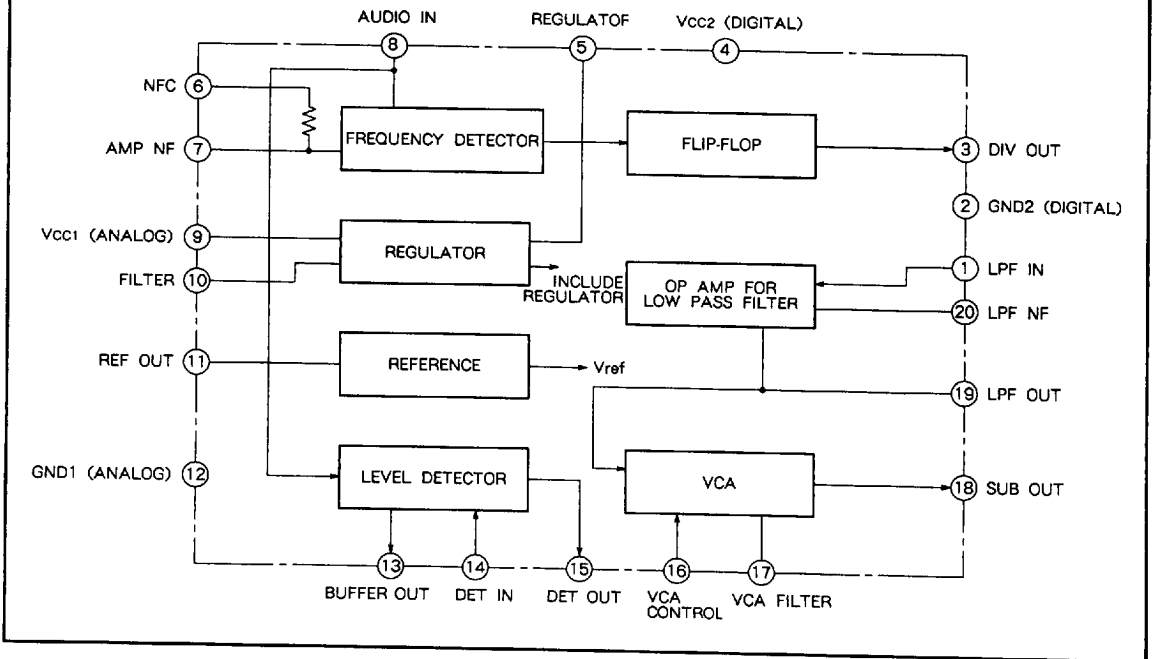 AUDIO IN
REGULATOF
Vcc2 (DIGITAL)
8
5
4
NFC
6
AMP NF
7
FREQUENCY DETECTOR
FLIP-FLOP
3
DIV OUT
2
GND2 (DIGITAL)
Vcc1 (ANALOG)
9
REGULATOR
FILTER
10
INCLUDE
REGULATOR
OP AMP FOR
LOW PASS FILTER
1
LPF IN
20
LPF NF
REF OUT
11
REFERENCE
Vref
19
LPF OUT
GND1 (ANALOG)
12
LEVEL DETECTOR
VCA
18
SUB OUT
13
14
15
16
17
BUFFER OUT
DET IN
DET OUT
VCA
CONTROL
VCA FILTER